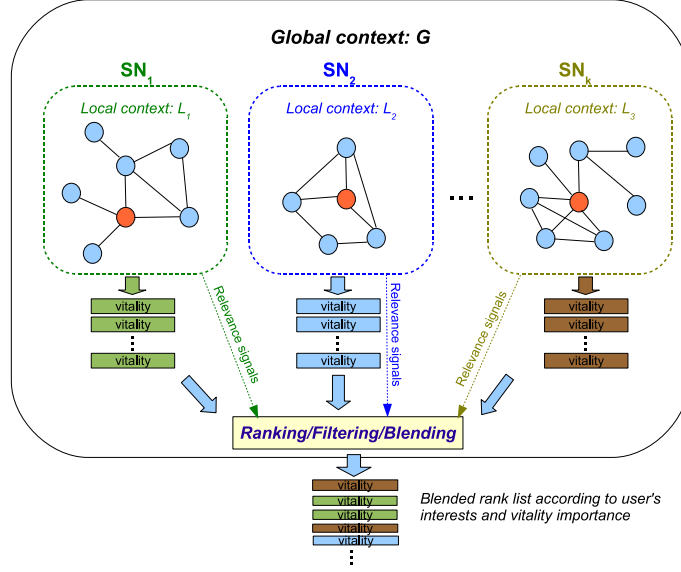 Global context: G
SN1
SN2
SNk
Local context: L1
Local context: L2
Local context: L3
...
vitality
vitality
vitality
vitality
vitality
vitality
vitality
vitality
vitality
Relevance signals
Relevance signals
Relevance signals
Ranking/Filtering/Blending
vitality
vitality
vitality
vitality
vitality
Blended rank list according to user's
interests and vitality importance